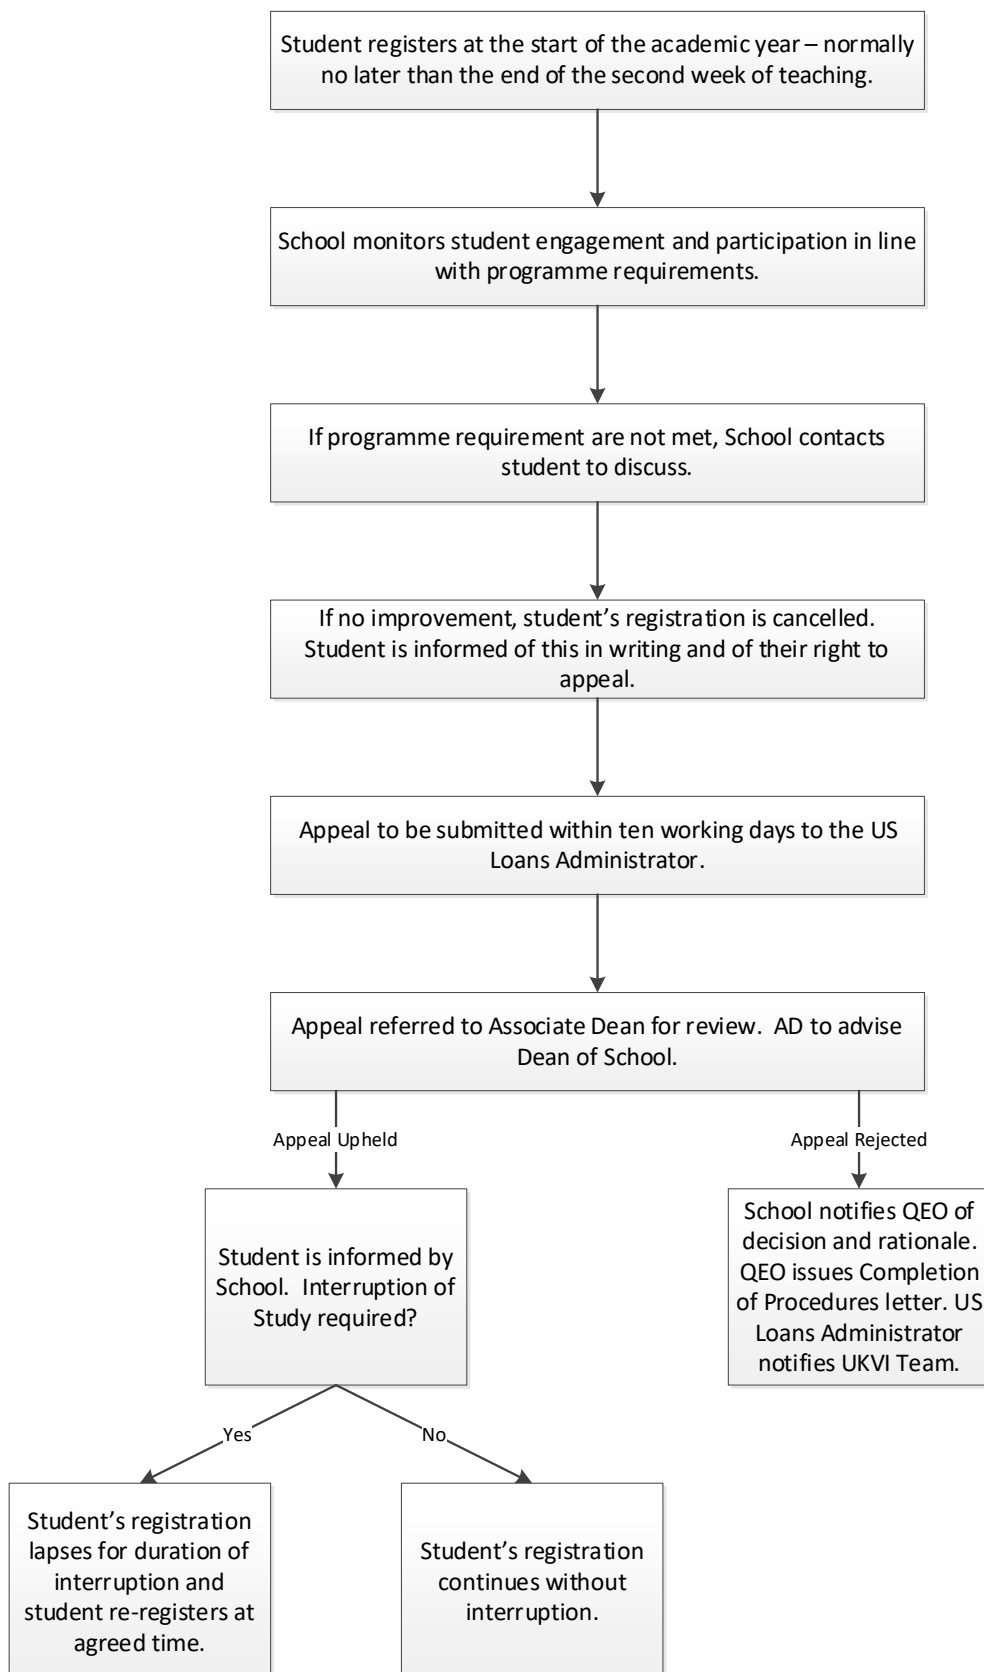 Student registers at the start of the academic year – normally
no later than the end of the second week of teaching.
School monitors student engagement and participation in line
with programme requirements.
If programme requirement are not met, School contacts
student to discuss.
If no improvement, student’s registration is cancelled.
Student is informed of this in writing and of their right to
appeal.
Appeal to be submitted within ten working days to the US
Loans Administrator.
Appeal referred to Associate Dean for review.  AD to advise
Dean of School.
Appeal Upheld
Appeal Rejected
Student is informed by
School.  Interruption of
Study required?
School notifies QEO of
decision and rationale.
QEO issues Completion
of Procedures letter. US
Loans Administrator
notifies UKVI Team.
Yes
No
Student’s registration
lapses for duration of
interruption and
student re-registers at
agreed time.
Student’s registration
continues without
interruption.